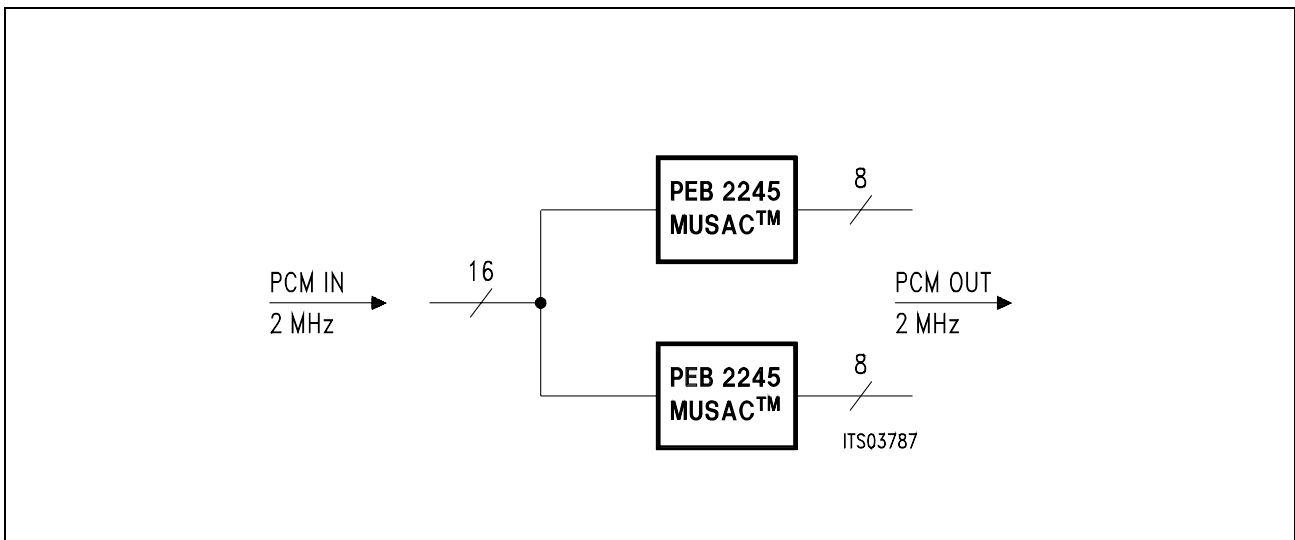 PEB 2245
MUSAC™
8
16
PCM IN
2 MHz
PCM OUT
2 MHz
PEB 2245
MUSAC™
8
ITS03787